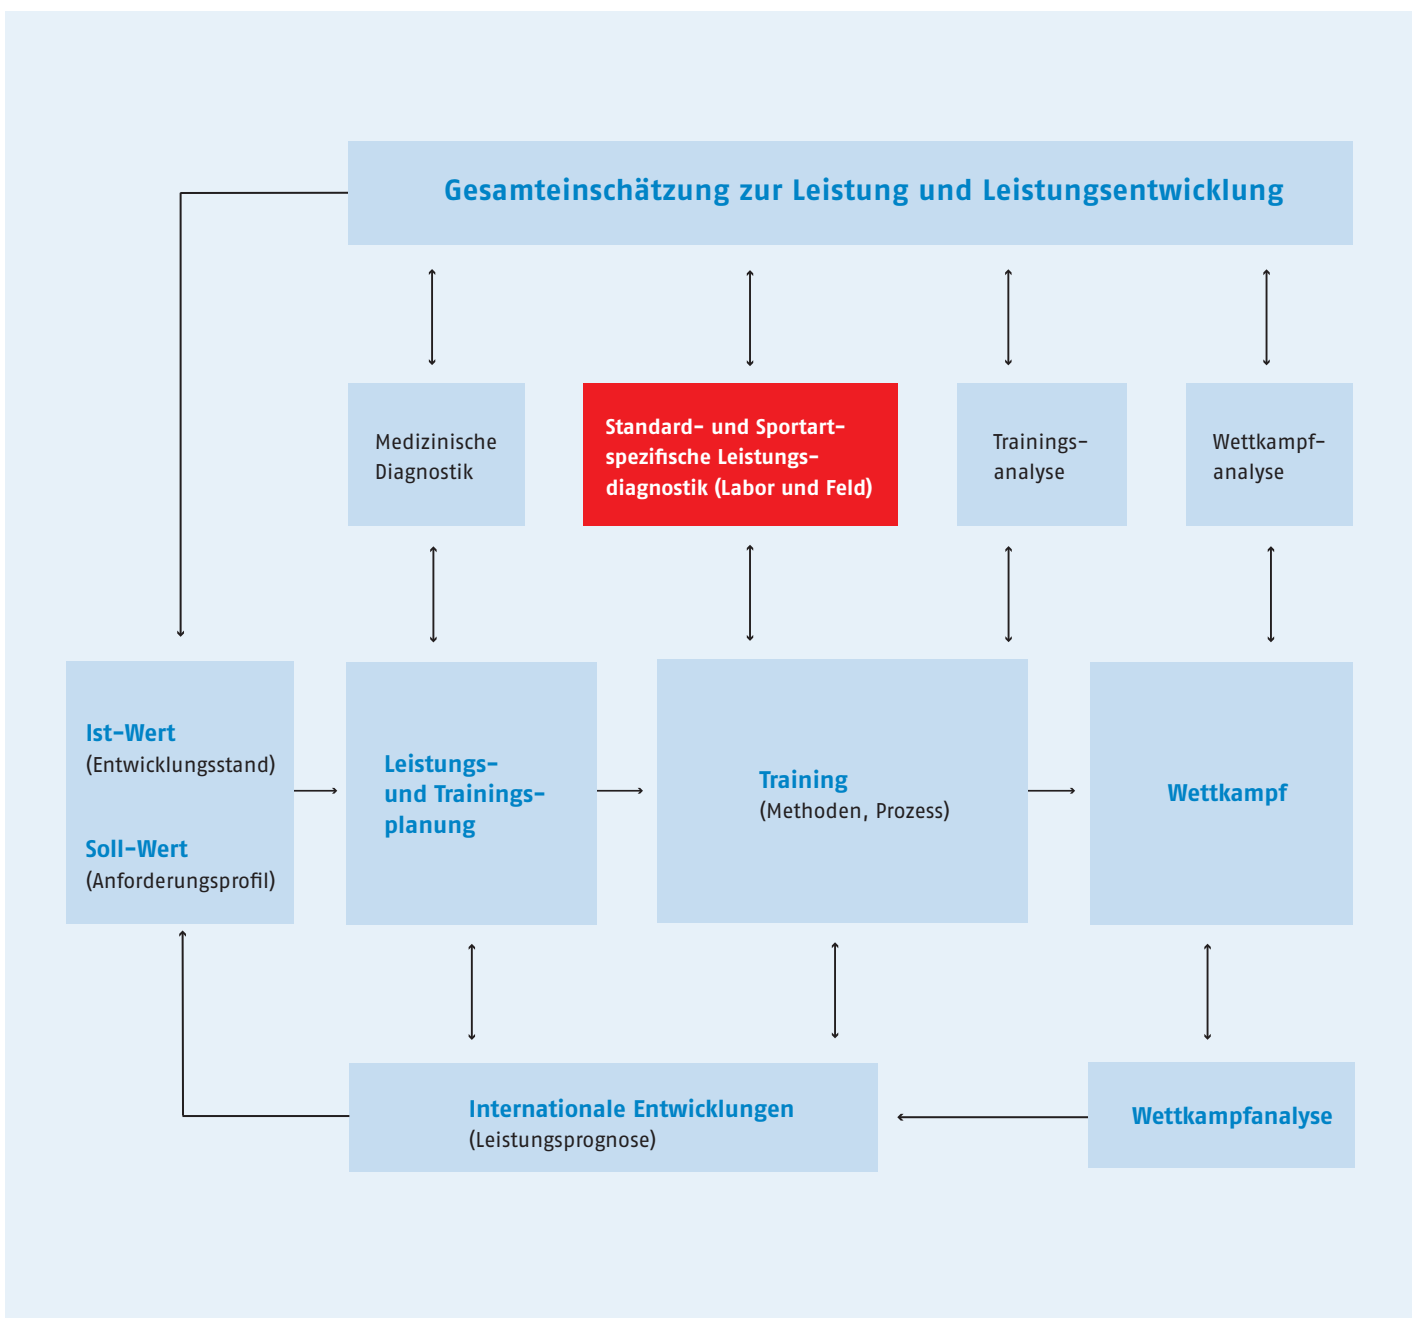 Gesamteinschätzung zur Leistung und Leistungsentwicklung
Medizinische
Diagnostik
Standard- und Sportart-
spezifische Leistungs-
diagnostik (Labor und Feld)
Trainings-
analyse
Wettkampf-
analyse
Ist-Wert
(Entwicklungsstand)
Soll-Wert
(Anforderungsprofil)
Leistungs-
und Trainings-
planung
Training
(Methoden, Prozess)
Wettkampf
Internationale Entwicklungen
(Leistungsprognose)
Wettkampfanalyse